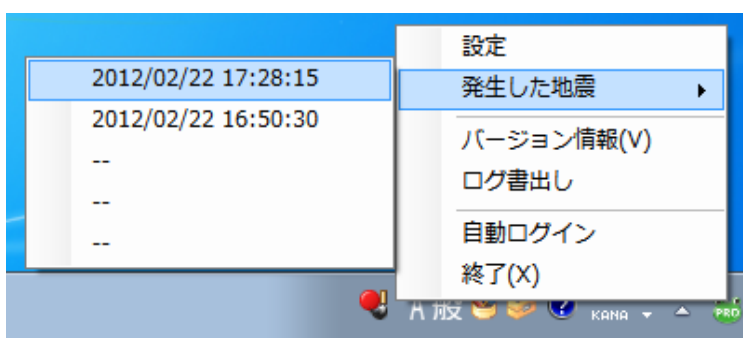 設定
発生した地震
2012/02/22 17:28:15
2012/02/22 16:50:30
--
--
--
バージョン情報(V)
ログ書出し
自動ログイン
終了(X)
A 般
KANA
PRO